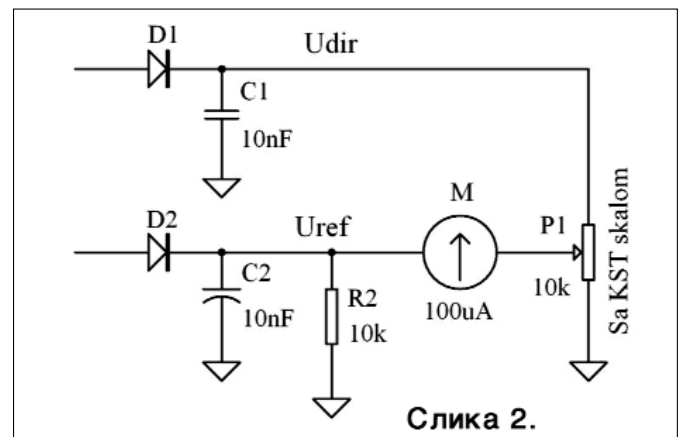 D1
Udir
C1
10nF
D2
Uref
M
P1
C2
R2
10nF
10k
100uA
10k
Sa KST skalom
Слика 2.